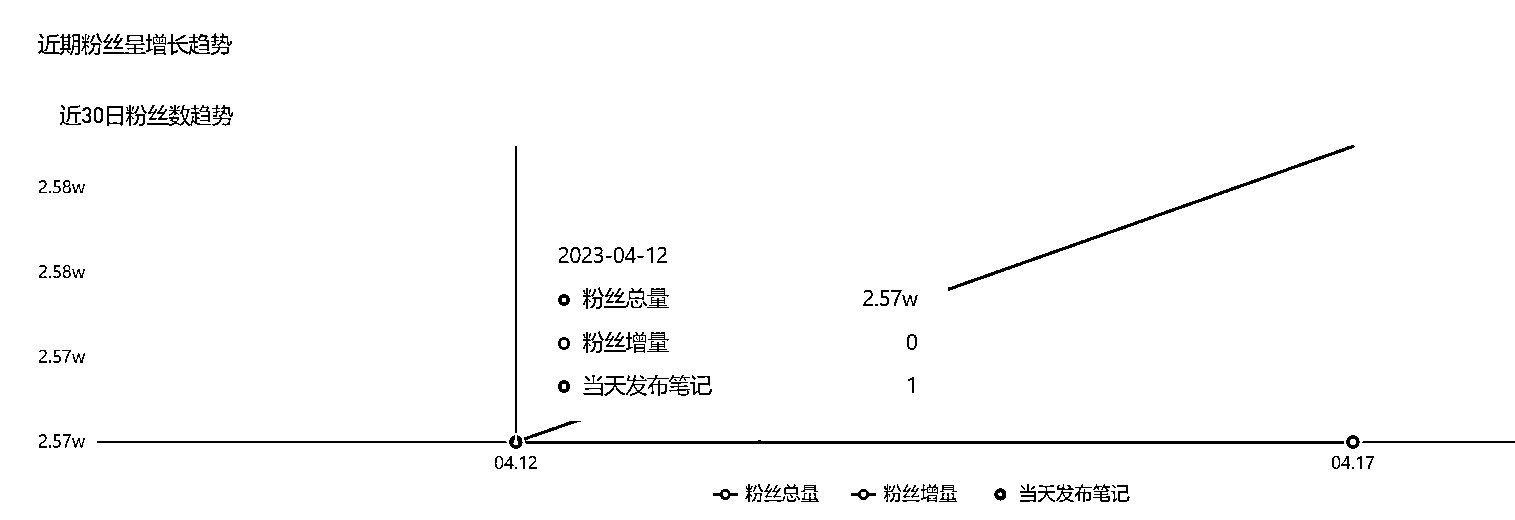 近期粉丝呈增长趋势
近30日粉丝数趋势
2.58w
2.58w
2.57w
2.57w
2023-04-12
粉丝总量 2.57w
粉丝增量 0
当天发布笔记 1
04.12 04.17
粉丝总量 粉丝增量 当天发布笔记